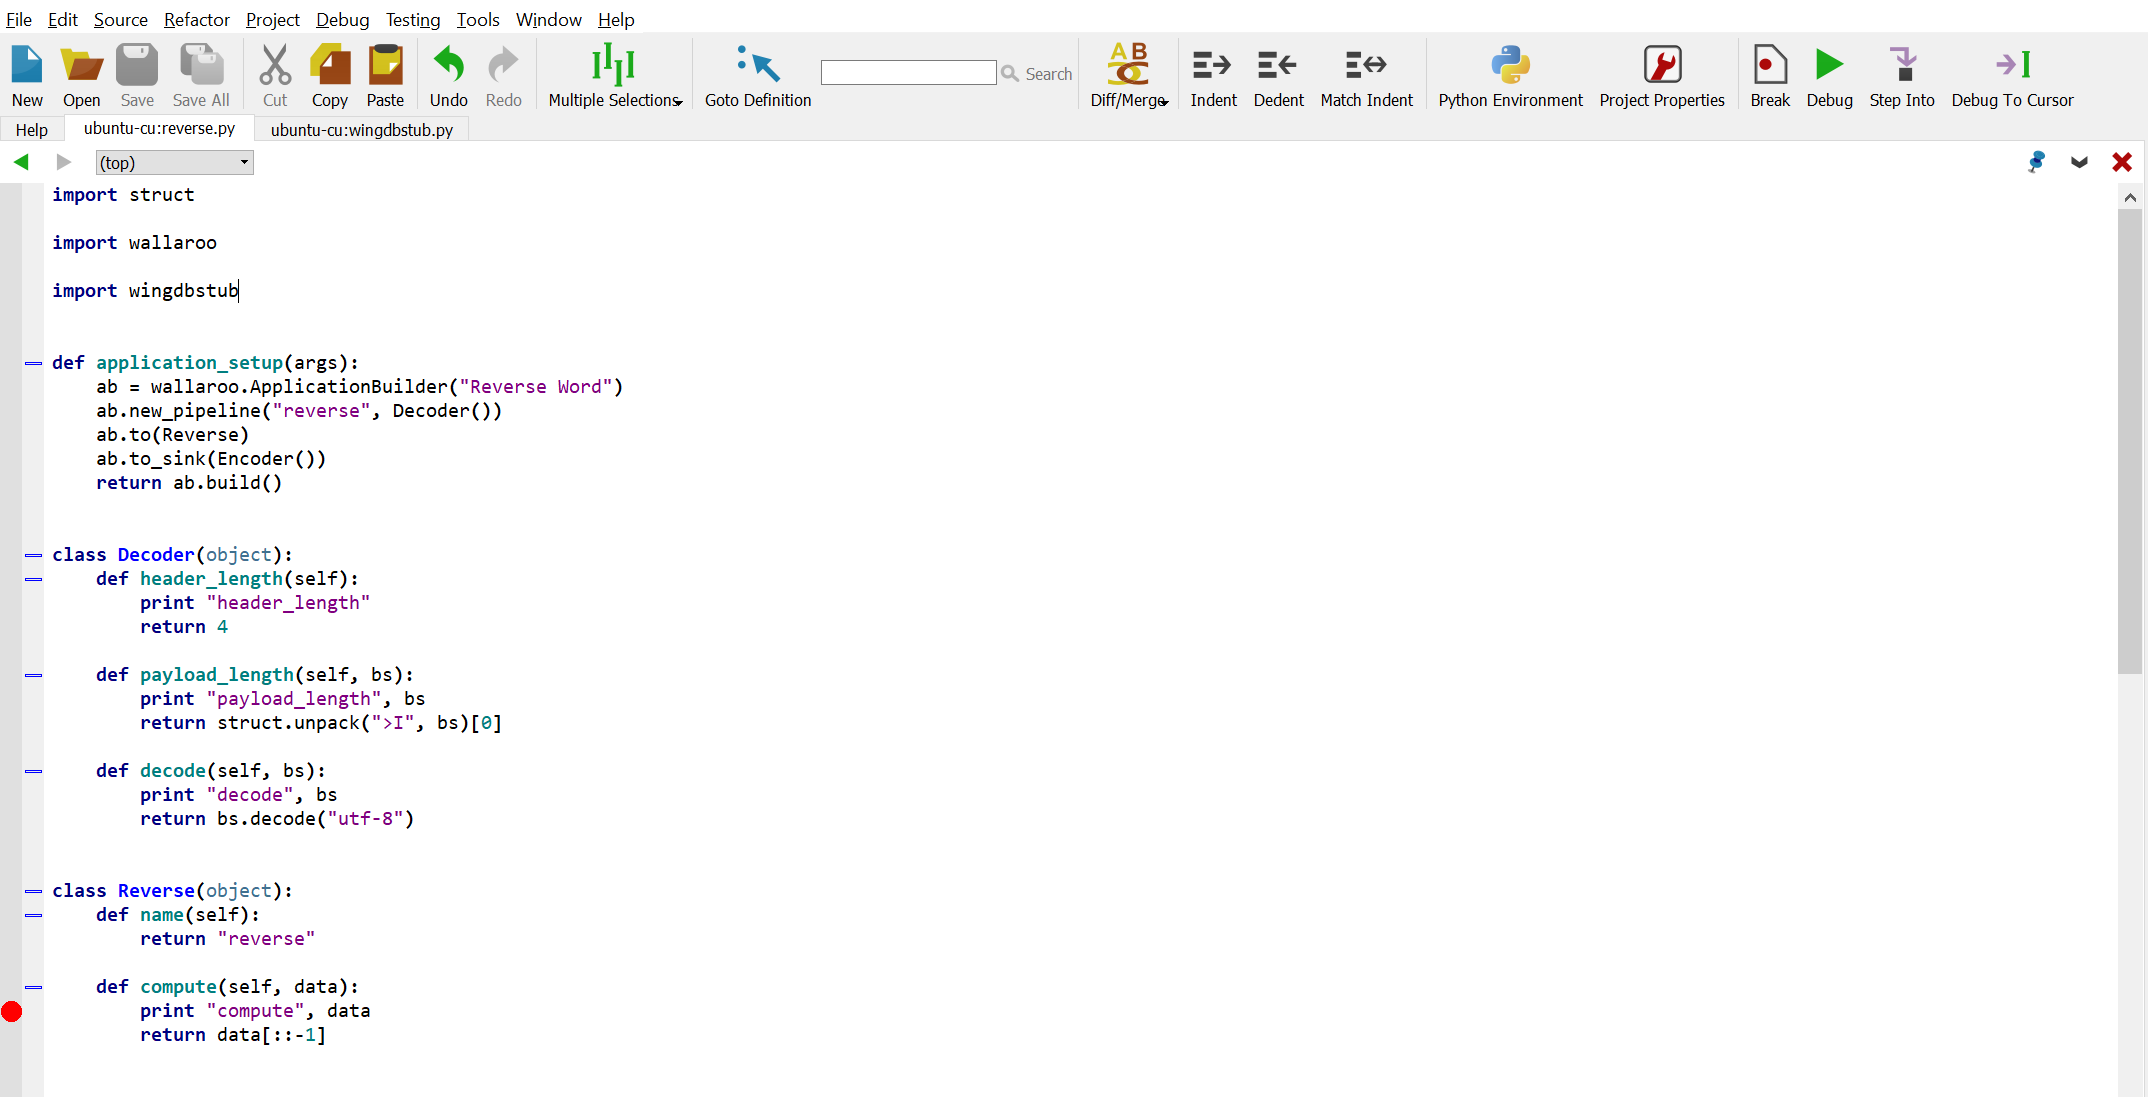 File Edit Source Refactor Project Debug Testing Tools Window Help
New Open Save Save All Cut Copy Paste Undo Redo Multiple Selections Goto Definition Search Diff/Merge Indent Dedent Match Indent Python Environment Project Properties Break Debug Step Into Debug To Cursor
Help ubuntu-cu:reverse.py ubuntu-cu:wingdbstub.py
(top)
import struct
import wallaroo
import wingdbstub
def application_setup(args):
    ab = wallaroo.ApplicationBuilder("Reverse Word")
    ab.new_pipeline("reverse", Decoder())
    ab.to(Reverse)
    ab.to_sink(Encoder())
    return ab.build()
class Decoder(object):
    def header_length(self):
        print "header_length"
        return 4
    def payload_length(self, bs):
        print "payload_length", bs
        return struct.unpack(">I", bs)[0]
    def decode(self, bs):
        print "decode", bs
        return bs.decode("utf-8")
class Reverse(object):
    def name(self):
        return "reverse"
    def compute(self, data):
        print "compute", data
        return data[::-1]